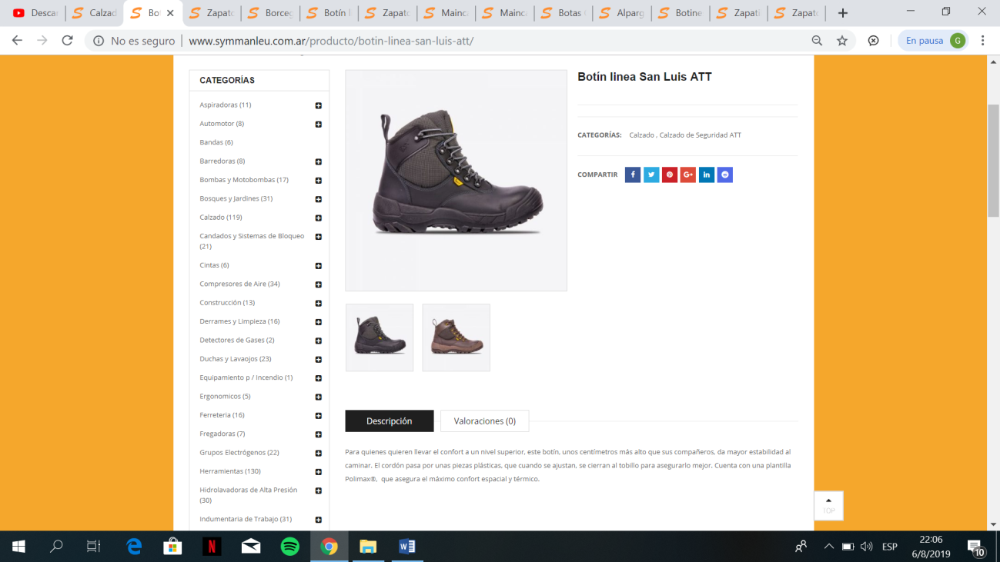 Descar
Calzad
Bot
Zapato
Borceg
Botín li
Zapato
Mainca
Mainca
Botas
Alparg
Botine
Zapati
Zapato
No es seguro | www.symmanleu.com.ar/producto/botin-linea-san-luis-att/
En pausa
G
CATEGORÍAS
Aspiradoras (11)
Automotor (8)
Bandas (6)
Barredoras (8)
Bombas y Motobombas (17)
Bosques y Jardines (31)
Calzado (119)
Candados y Sistemas de Bloqueo
(21)
Cintas (6)
Compresores de Aire (34)
Construcción (13)
Derrames y Limpieza (16)
Detectores de Gases (2)
Duchas y Lavaojos (23)
Equipamiento p / Incendio (1)
Ergonomicos (5)
Ferreteria (16)
Fregadoras (7)
Grupos Electrógenos (22)
Herramientas (130)
Hidrolavadoras de Alta Presión
(30)
Indumentaria de Trabajo (31)
Botín linea San Luis ATT
CATEGORÍAS: Calzado , Calzado de Seguridad ATT
COMPARTIR
Descripción
Valoraciones (0)
Para quienes quieren llevar el confort a un nivel superior, este botín, unos centímetros más alto que sus compañeros, da mayor estabilidad al
caminar. El cordón pasa por unas piezas plásticas, que cuando se ajustan, se cierran al tobillo para asegurarlo mejor. Cuenta con una plantilla
Polimax®, que asegura el máximo confort espacial y térmico.
TOP
ESP
22:06
6/8/2019
10